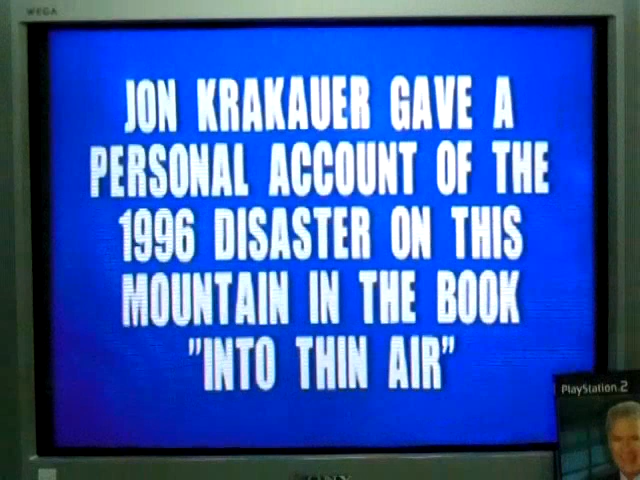 WEGA
JON KRAKAUER GAVE A
PERSONAL ACCOUNT OF THE
1996 DISASTER ON THIS
MOUNTAIN IN THE BOOK
"INTO THIN AIR"
PlayStation.2